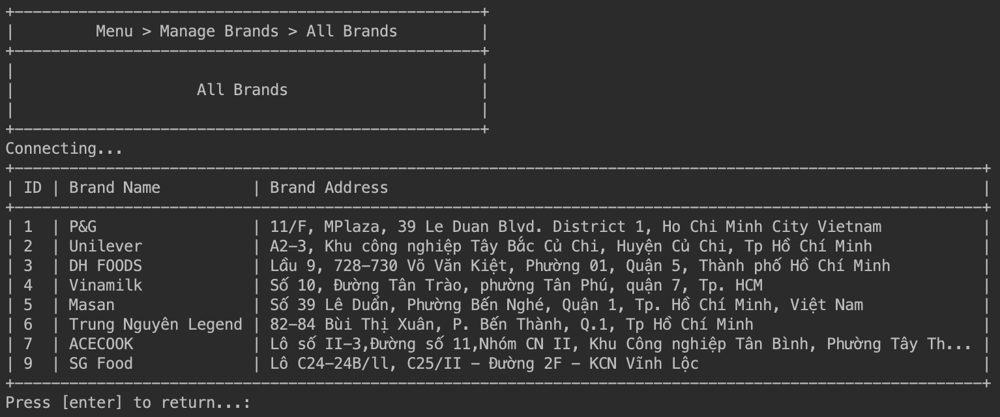 Menu > Manage Brands > All Brands
All Brands
Connecting...
| ID | Brand Name | Brand Address |
| 1 | P&G | 11/F, MPlaza, 39 Le Duan Blvd. District 1, Ho Chi Minh City Vietnam |
| 2 | Unilever | A2-3, Khu công nghiệp Tây Bắc Củ Chi, Huyện Củ Chi, Tp Hồ Chí Minh |
| 3 | DH FOODS | Lầu 9, 728-730 Võ Văn Kiệt, Phường 01, Quận 5, Thành phố Hồ Chí Minh |
| 4 | Vinamilk | Số 10, Đường Tân Trào, phường Tân Phú, quận 7, Tp. HCM |
| 5 | Masan | Số 39 Lê Duẩn, Phường Bến Nghé, Quận 1, Tp. Hồ Chí Minh, Việt Nam |
| 6 | Trung Nguyên Legend | 82-84 Bùi Thị Xuân, P. Bến Thành, Q.1, Tp Hồ Chí Minh |
| 7 | ACECOOK | Lô số II-3,Đường số 11,Nhóm CN II, Khu Công nghiệp Tân Bình, Phường Tây Th... |
| 9 | SG Food | Lô C24-24B/ll, C25/II - Đường 2F - KCN Vĩnh Lộc |
Press [enter] to return...: